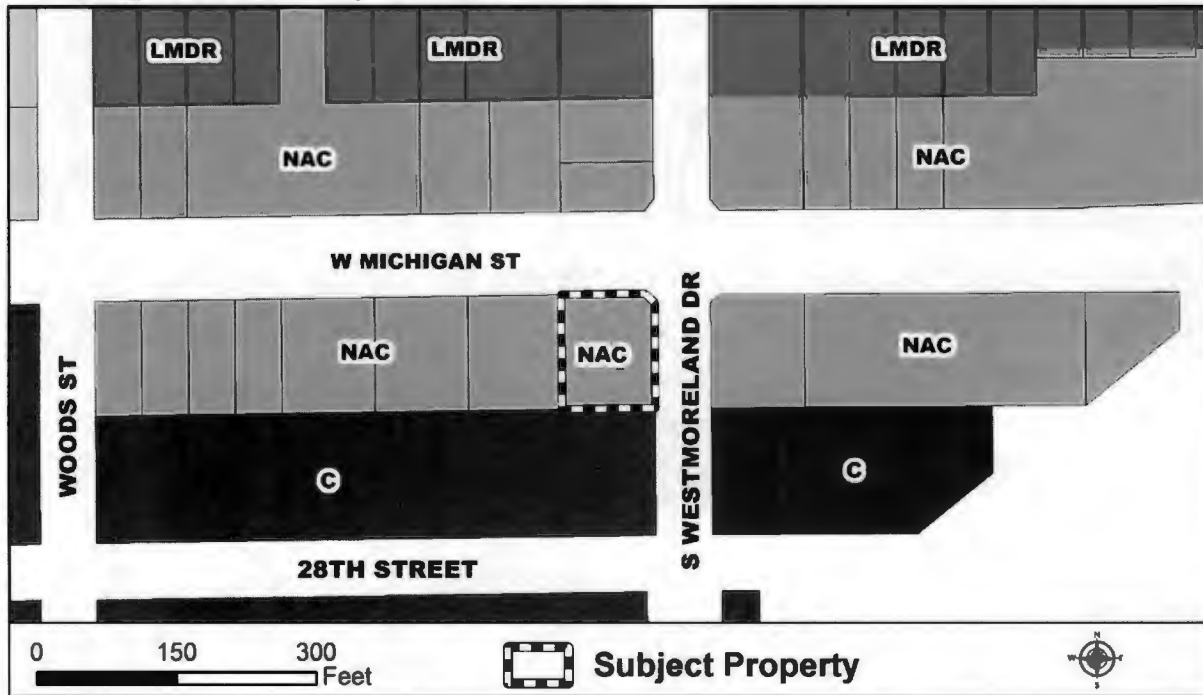 LMDR LMDR LMDR
NAC NAC
W MICHIGAN ST
NAC NAC NAC
WOODS ST
S WESTMORELAND DR
C C
28TH STREET
0 150 300
Feet
Subject Property
N
W E
S